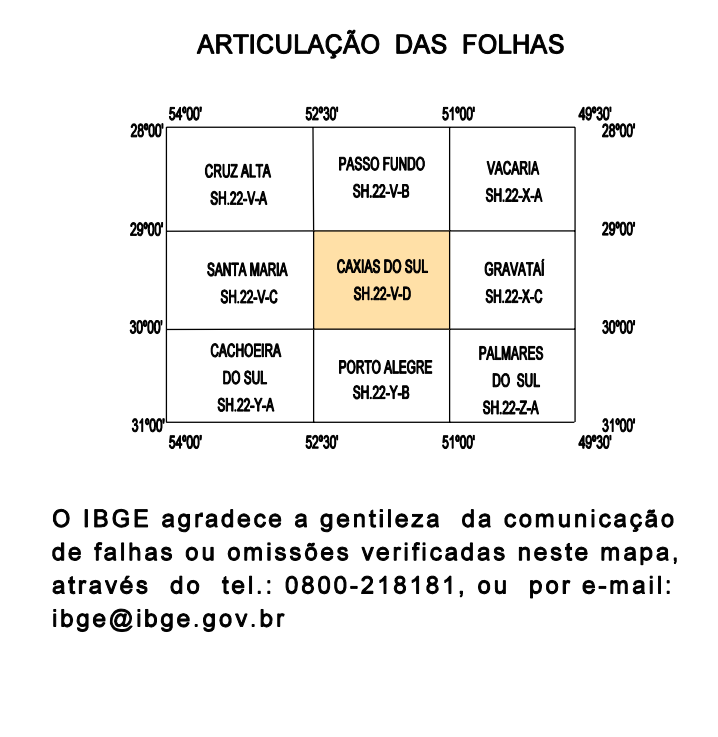 ARTICULAÇÃO DAS FOLHAS
54º00' 52º30' 51º00' 49º30'
28º00' 28º00'
CRUZ ALTA
SH.22-V-A
PASSO FUNDO
SH.22-V-B
VACARIA
SH.22-X-A
29º00' 29º00'
SANTA MARIA
SH.22-V-C
CAXIAS DO SUL
SH.22-V-D
GRAVATAÍ
SH.22-X-C
30º00' 30º00'
CACHOEIRA
DO SUL
SH.22-Y-A
PORTO ALEGRE
SH.22-Y-B
PALMARES
DO SUL
SH.22-Z-A
31º00' 31º00'
54º00' 52º30' 51º00' 49º30'
O IBGE agradece a gentileza da comunicação
de falhas ou omissões verificadas neste mapa,
através do tel.: 0800-218181, ou por e-mail:
ibge@ibge.gov.br